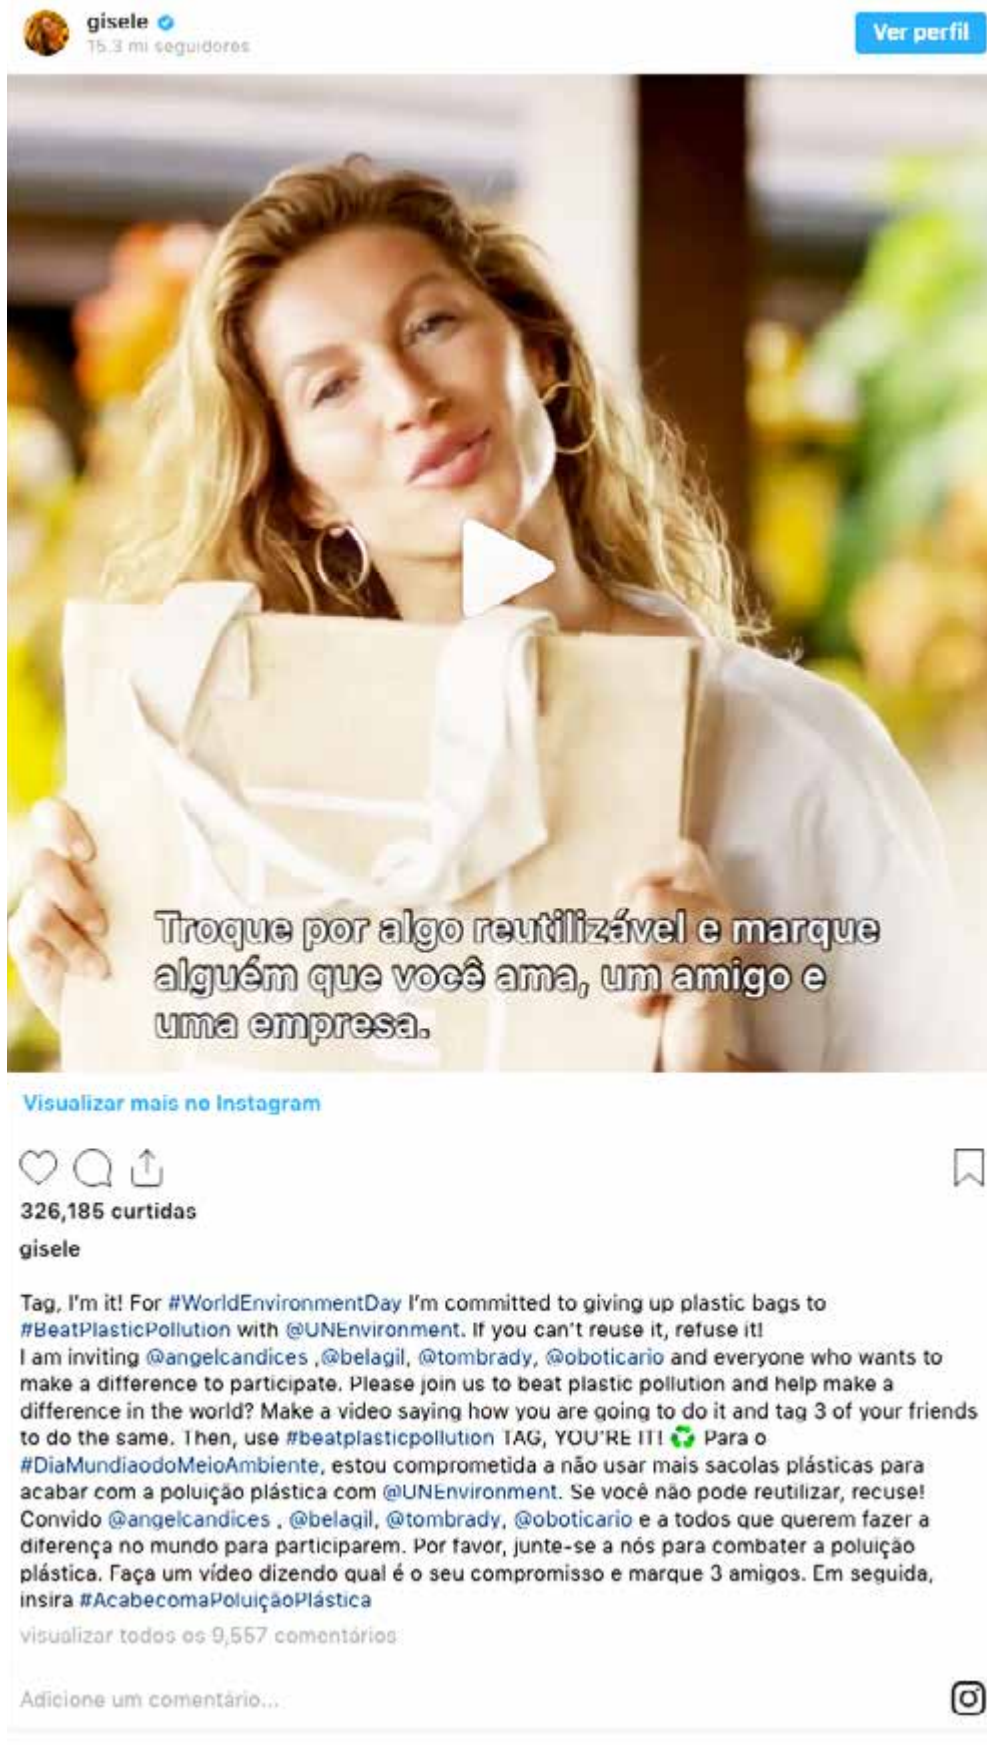 gisele
15.3 mi seguidores
Ver perfil
Troque por algo reutilizável e marque
alguém que você ama, um amigo e
uma empresa.
Visualizar mais no Instagram
326,185 curtidas
gisele
Tag, I'm it! For #WorldEnvironmentDay I'm committed to giving up plastic bags to
#BeatPlasticPollution with @UNEnvironment. If you can't reuse it, refuse it!
I am inviting @angelcandices ,@belagil, @tombrady, @oboticario and everyone who wants to
make a difference to participate. Please join us to beat plastic pollution and help make a
difference in the world? Make a video saying how you are going to do it and tag 3 of your friends
to do the same. Then, use #beatplasticpollution TAG, YOU'RE IT! ♻️ Para o
#DiaMundiaodoMeioAmbiente, estou comprometida a não usar mais sacolas plásticas para
acabar com a poluição plástica com @UNEnvironment. Se você não pode reutilizar, recuse!
Convido @angelcandices , @belagil, @tombrady, @oboticario e a todos que querem fazer a
diferença no mundo para participarem. Por favor, junte-se a nós para combater a poluição
plástica. Faça um vídeo dizendo qual é o seu compromisso e marque 3 amigos. Em seguida,
insira #AcabecomaPoluiçãoPlástica
visualizar todos os 9,557 comentários
Adicione um comentário...